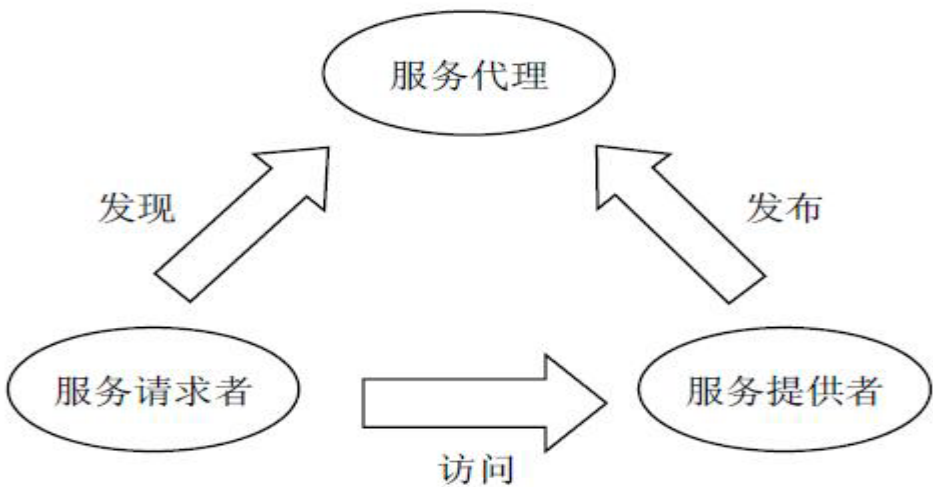 服务代理
发现
发布
服务请求者
服务提供者
访问